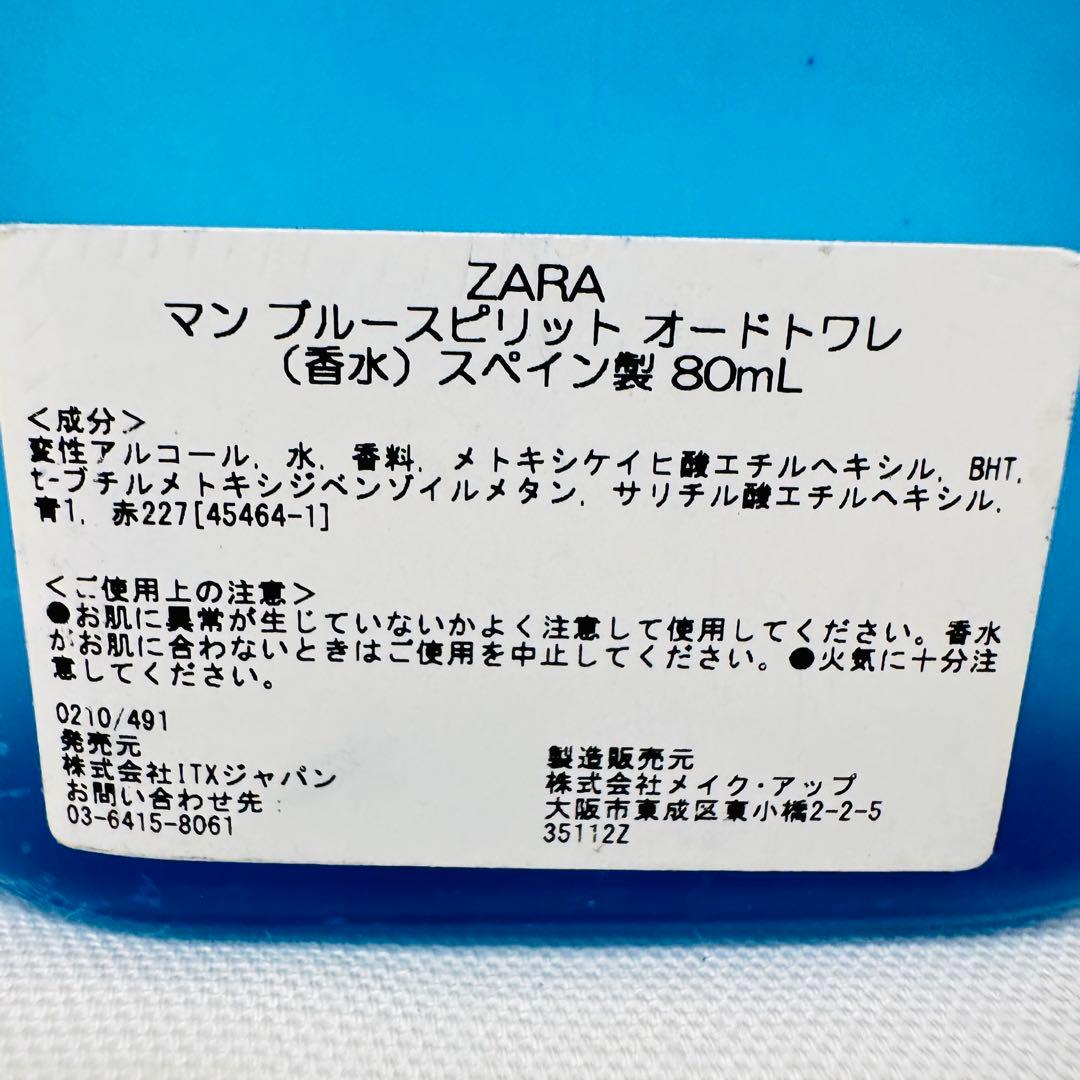 ZARA
マン ブルースピリット オードトワレ
（香水）スペイン製 80mL
＜成分＞
変性アルコール, 水, 香料, メトキシケイヒ酸エチルヘキシル, BHT,
t-ブチルメトキシジベンゾイルメタン, サリチル酸エチルヘキシル,
青1, 赤227[45464-1]
＜ご使用上の注意＞
●お肌に異常が生じていないかよく注意して使用してください。香水
がお肌に合わないときはご使用を中止してください。●火気に十分注
意してください。
0210/491
発売元
株式会社ITXジャパン
お問い合わせ先:
03-6415-8061
製造販売元
株式会社メイク・アップ
大阪市東成区東小橋2-2-5
35112Z